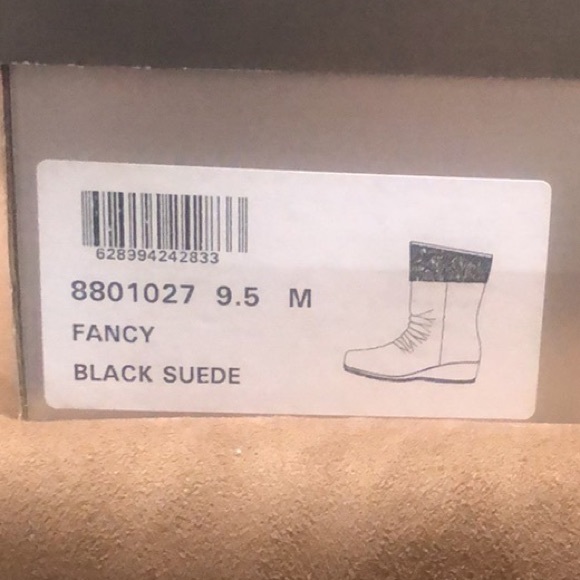 628994242833
8801027 9.5 M
FANCY
BLACK SUEDE